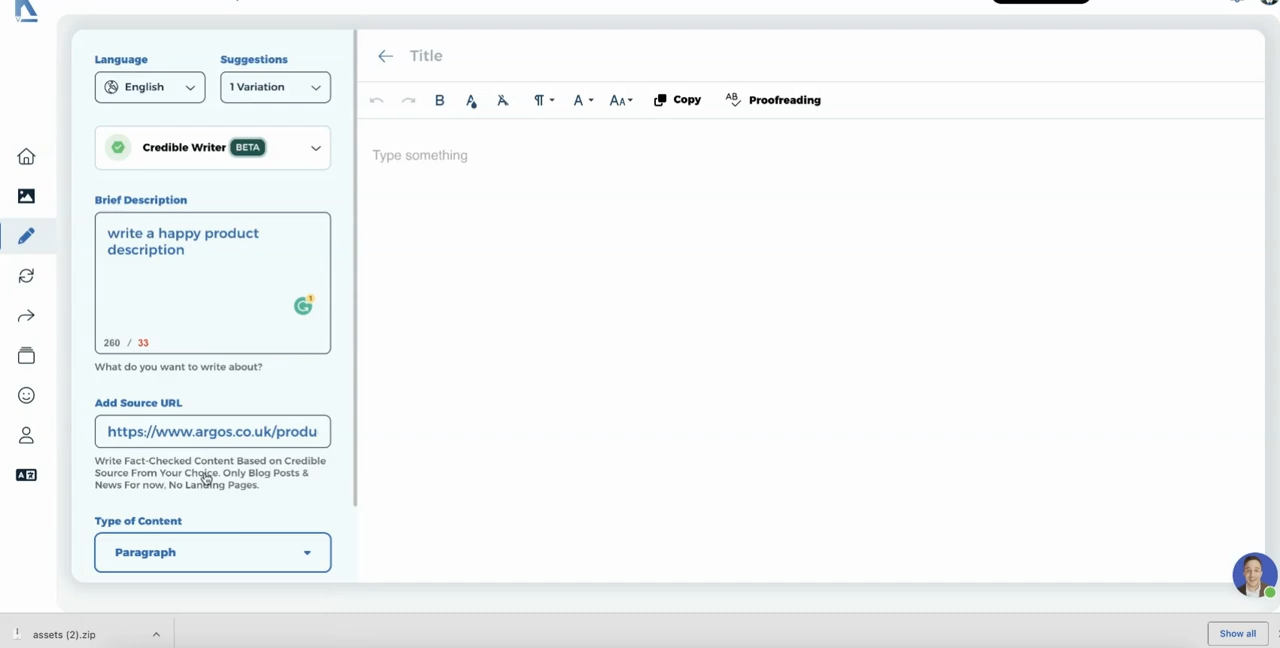 Language
Suggestions
English
1 Variation
Credible Writer BETA
Brief Description
write a happy product
description
260 / 33
What do you want to write about?
Add Source URL
https://www.argos.co.uk/produ
Write Fact-Checked Content Based on Credible
Source From Your Choice. Only Blog Posts &
News For now, No Landing Pages.
Type of Content
Paragraph
Title
B
Copy
Proofreading
Type something
assets (2).zip
Show all